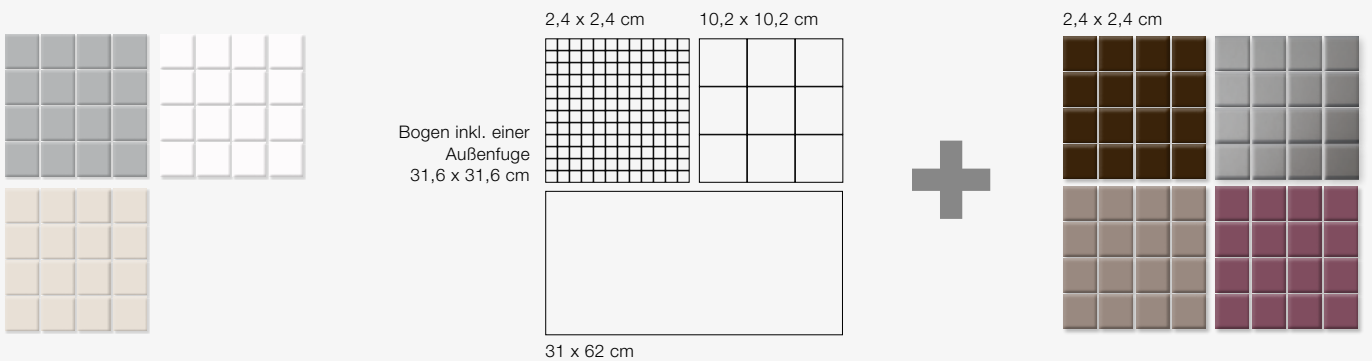 2,4 x 2,4 cm
10,2 x 10,2 cm
Bogen inkl. einer
Außenfuge
31,6 x 31,6 cm
31 x 62 cm
2,4 x 2,4 cm